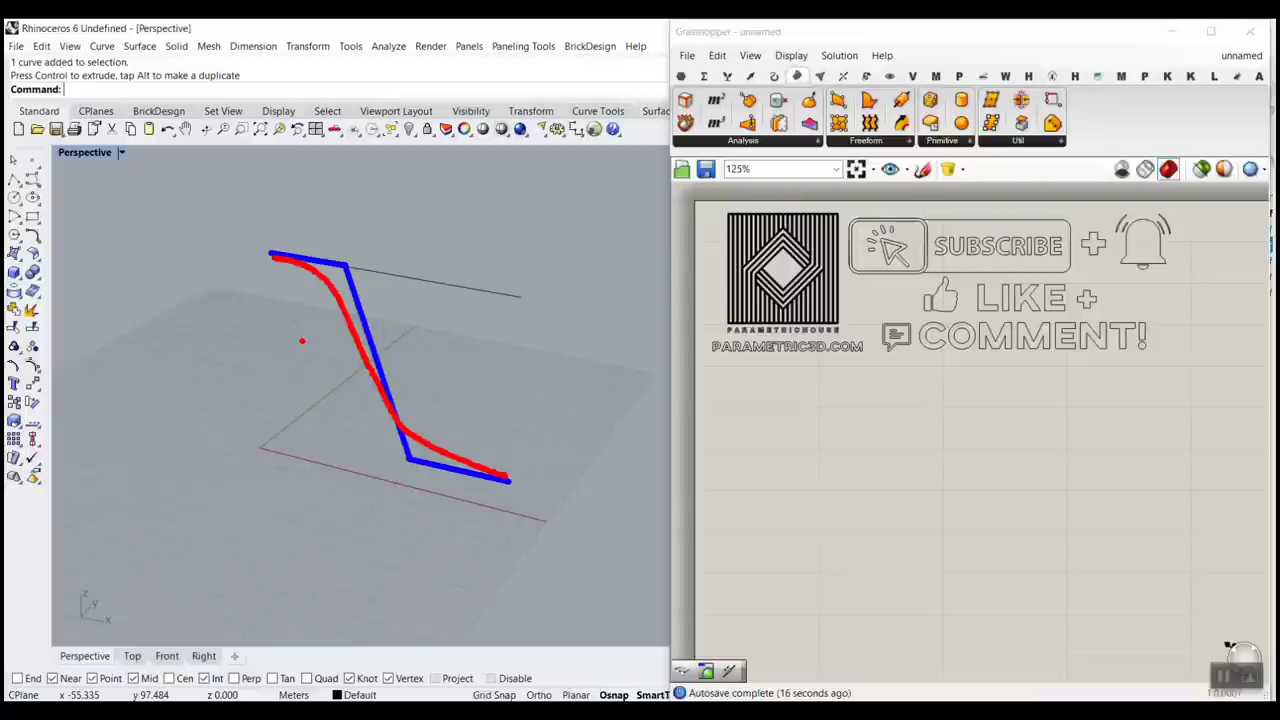 Rhinoceros 6 Undefined - [Perspective]
File Edit View Curve Surface Solid Mesh Dimension Transform Tools Analyze Render Panels Paneling Tools BrickDesign Help
1 curve added to selection.
Press Control to extrude, tap Alt to make a duplicate
Command:
Standard CPlanes BrickDesign Set View Display Select Viewport Layout Visibility Transform Curve Tools Surfac
Perspective
z
y
x
Perspective Top Front Right
End Near Point Mid Cen Int Perp Tan Quad Knot Vertex Project Disable
CPlane x -55.335 y 97.484 z 0.000 Meters Default Grid Snap Ortho Planar Osnap SmartT
Grasshopper - unnamed
File Edit View Display Solution Help unnamed
V M P W H H M P K K L A
m²
m³
Analysis Freeform Primitive Util
125%
SUBSCRIBE +
LIKE +
COMMENT!
PARAMETRICHOUSE
PARAMETRIC3D.COM
Autosave complete (16 seconds ago)